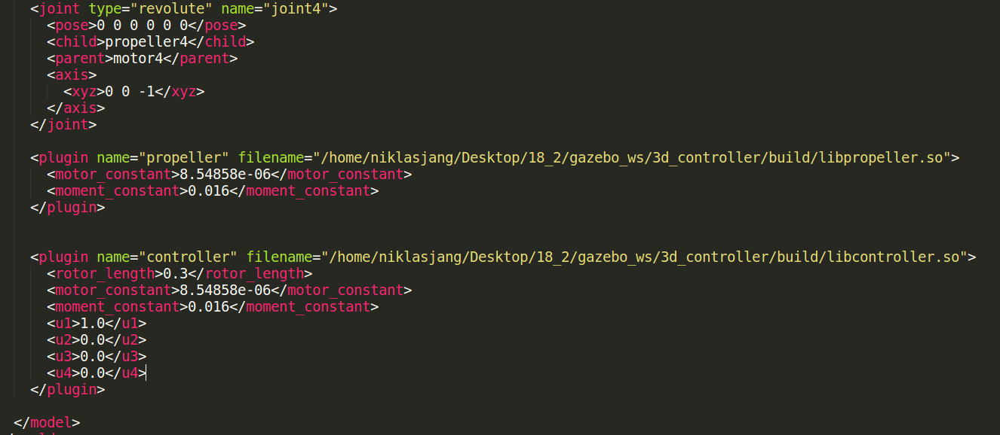 <joint type="revolute" name="joint4">
<pose>0 0 0 0 0 0</pose>
<child>propeller4</child>
<parent>motor4</parent>
<axis>
<xyz>0 0 -1</xyz>
</axis>
</joint>
<plugin name="propeller" filename="/home/niklasjang/Desktop/18_2/gazebo_ws/3d_controller/build/libpropeller.so">
<motor_constant>8.54858e-06</motor_constant>
<moment_constant>0.016</moment_constant>
</plugin>
<plugin name="controller" filename="/home/niklasjang/Desktop/18_2/gazebo_ws/3d_controller/build/libcontroller.so">
<rotor_length>0.3</rotor_length>
<motor_constant>8.54858e-06</motor_constant>
<moment_constant>0.016</moment_constant>
<u1>1.0</u1>
<u2>0.0</u2>
<u3>0.0</u3>
<u4>0.0</u4>
</plugin>
</model>